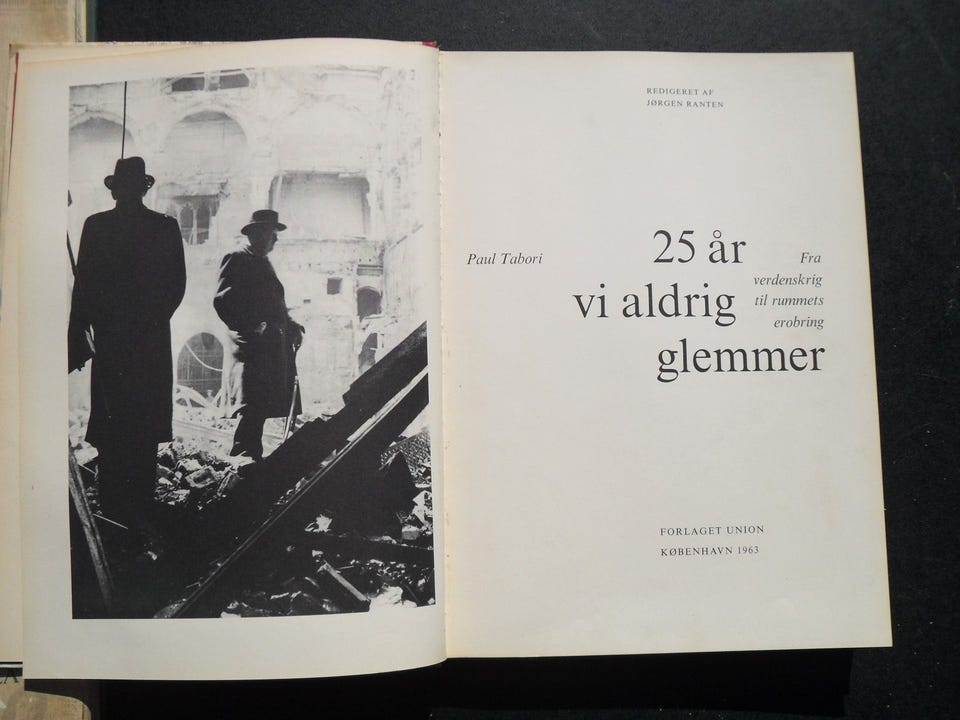 REDIGERET AF
JØRGEN RANTEN
Paul Tabori
25 år
vi aldrig
glemmer
Fra
verdenskrig
til rummets
erobring
FORLAGET UNION
KØBENHAVN 1963